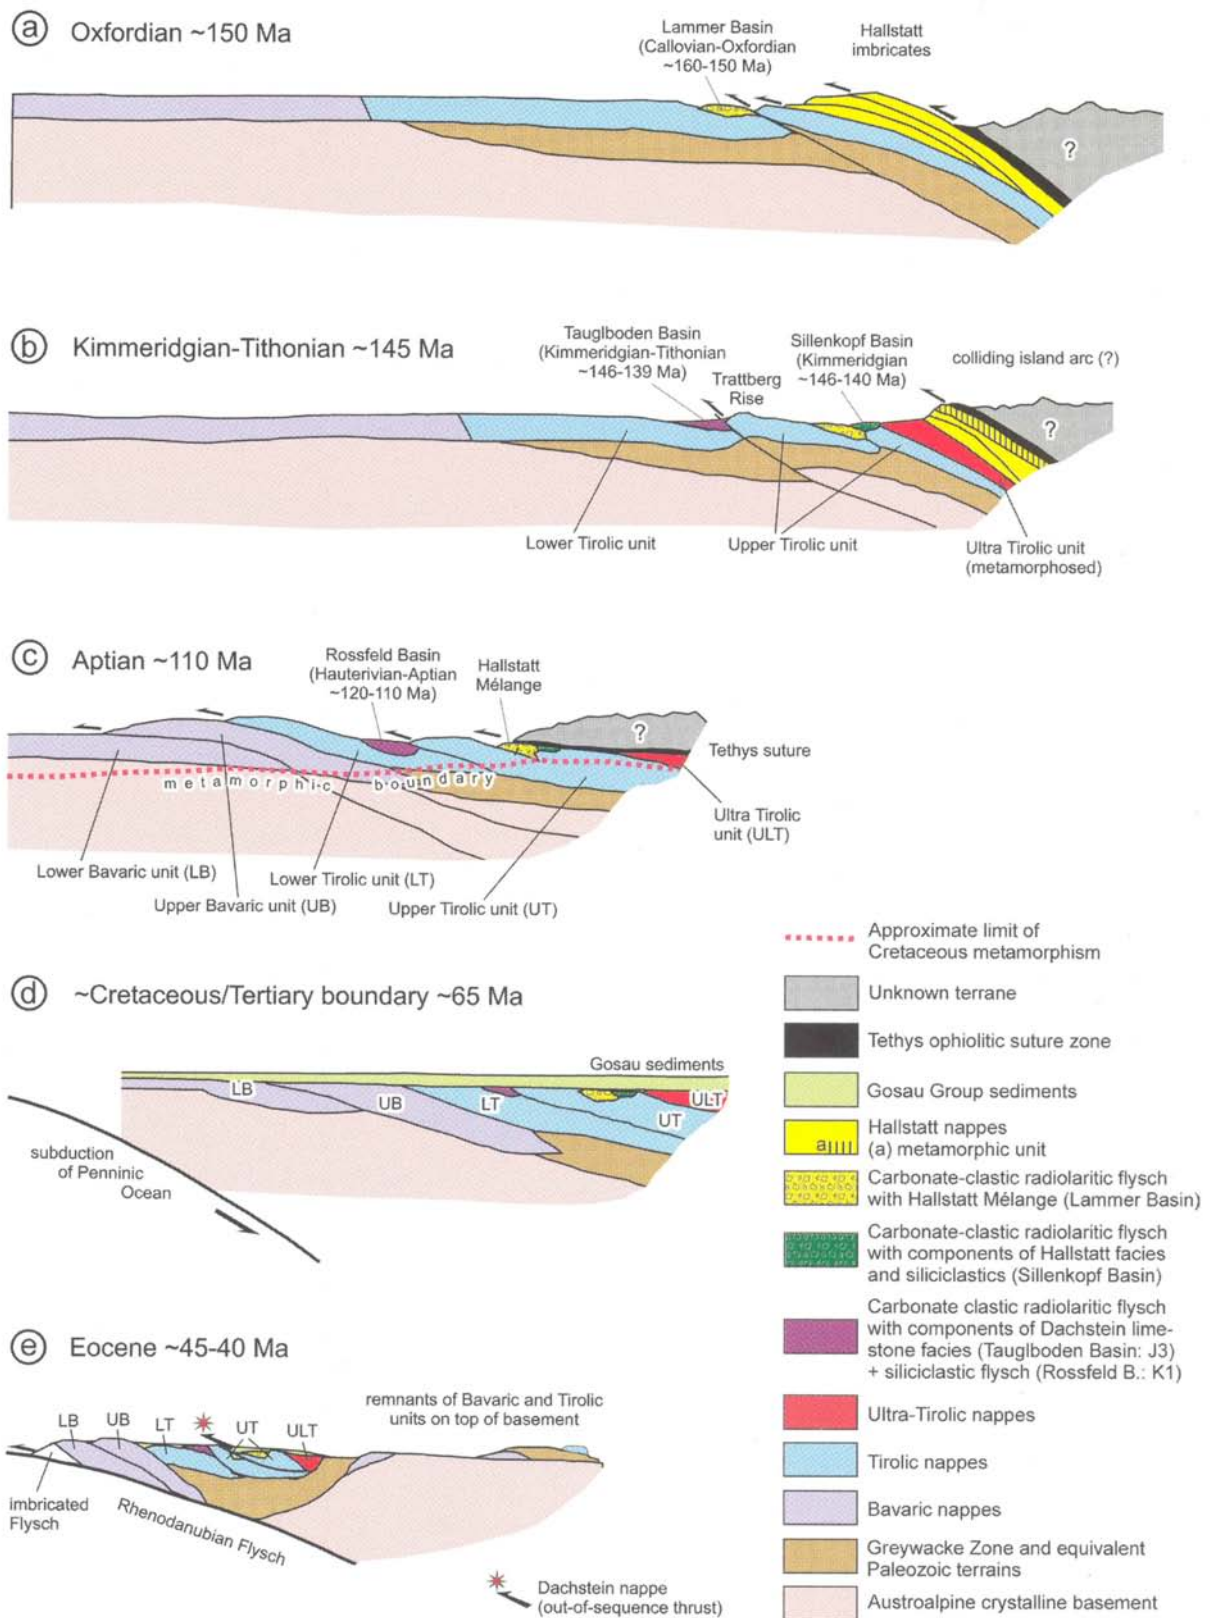 a Oxfordian ~150 Ma
Lammer Basin
(Callovian-Oxfordian
~160-150 Ma)
Hallstatt
imbricates
?
b Kimmeridgian-Tithonian ~145 Ma
Tauglboden Basin
(Kimmeridgian-Tithonian
~146-139 Ma)
Trattberg
Rise
Sillenkopf Basin
(Kimmeridgian
~146-140 Ma)
colliding island arc (?)
?
Lower Tirolic unit
Upper Tirolic unit
Ultra Tirolic unit
(metamorphosed)
c Aptian ~110 Ma
Rossfeld Basin
(Hauterivian-Aptian
~120-110 Ma)
Hallstatt
Mélange
?
Tethys suture
metamorphic boundary
Ultra Tirolic
unit (ULT)
Lower Bavaric unit (LB)
Upper Bavaric unit (UB)
Lower Tirolic unit (LT)
Upper Tirolic unit (UT)
d ~Cretaceous/Tertiary boundary ~65 Ma
Gosau sediments
LB
UB
LT
UT
ULT
subduction
of Penninic
Ocean
e Eocene ~45-40 Ma
remnants of Bavaric and Tirolic
units on top of basement
LB
UB
LT
UT
ULT
imbricated
Flysch
Rhenodanubian Flysch
Dachstein nappe
(out-of-sequence thrust)
Approximate limit of
Cretaceous metamorphism
Unknown terrane
Tethys ophiolitic suture zone
Gosau Group sediments
Hallstatt nappes
a (a) metamorphic unit
Carbonate-clastic radiolaritic flysch
with Hallstatt Mélange (Lammer Basin)
Carbonate-clastic radiolaritic flysch
with components of Hallstatt facies
and siliciclastics (Sillenkopf Basin)
Carbonate clastic radiolaritic flysch
with components of Dachstein lime-
stone facies (Tauglboden Basin: J3)
+ siliciclastic flysch (Rossfeld B.: K1)
Ultra-Tirolic nappes
Tirolic nappes
Bavaric nappes
Greywacke Zone and equivalent
Paleozoic terrains
Austroalpine crystalline basement